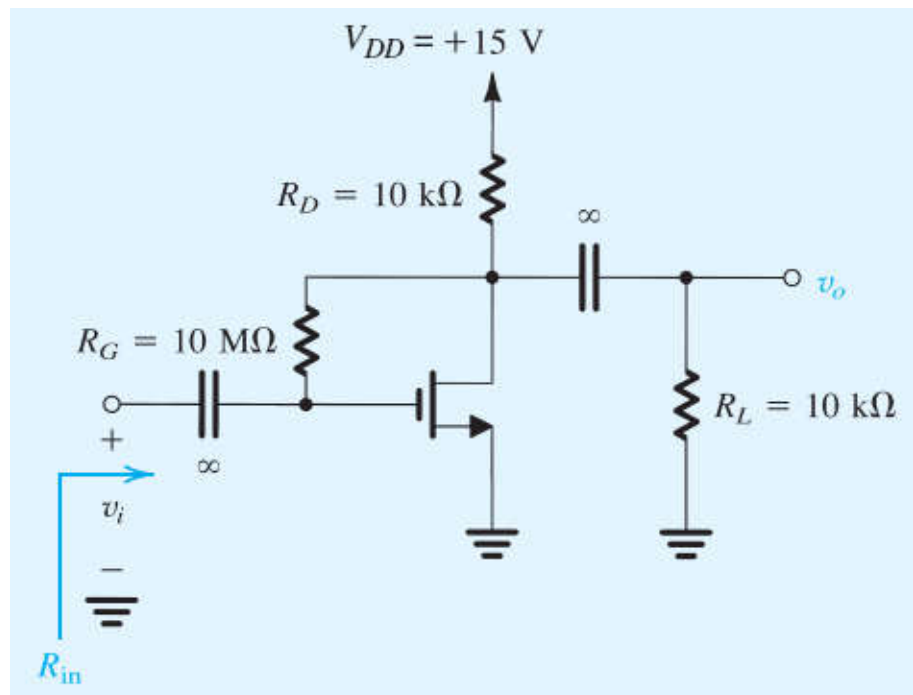 V_DD = +15 V
R_D = 10 kΩ
∞
v_o
R_G = 10 MΩ
R_L = 10 kΩ
+
∞
v_i
−
R_in